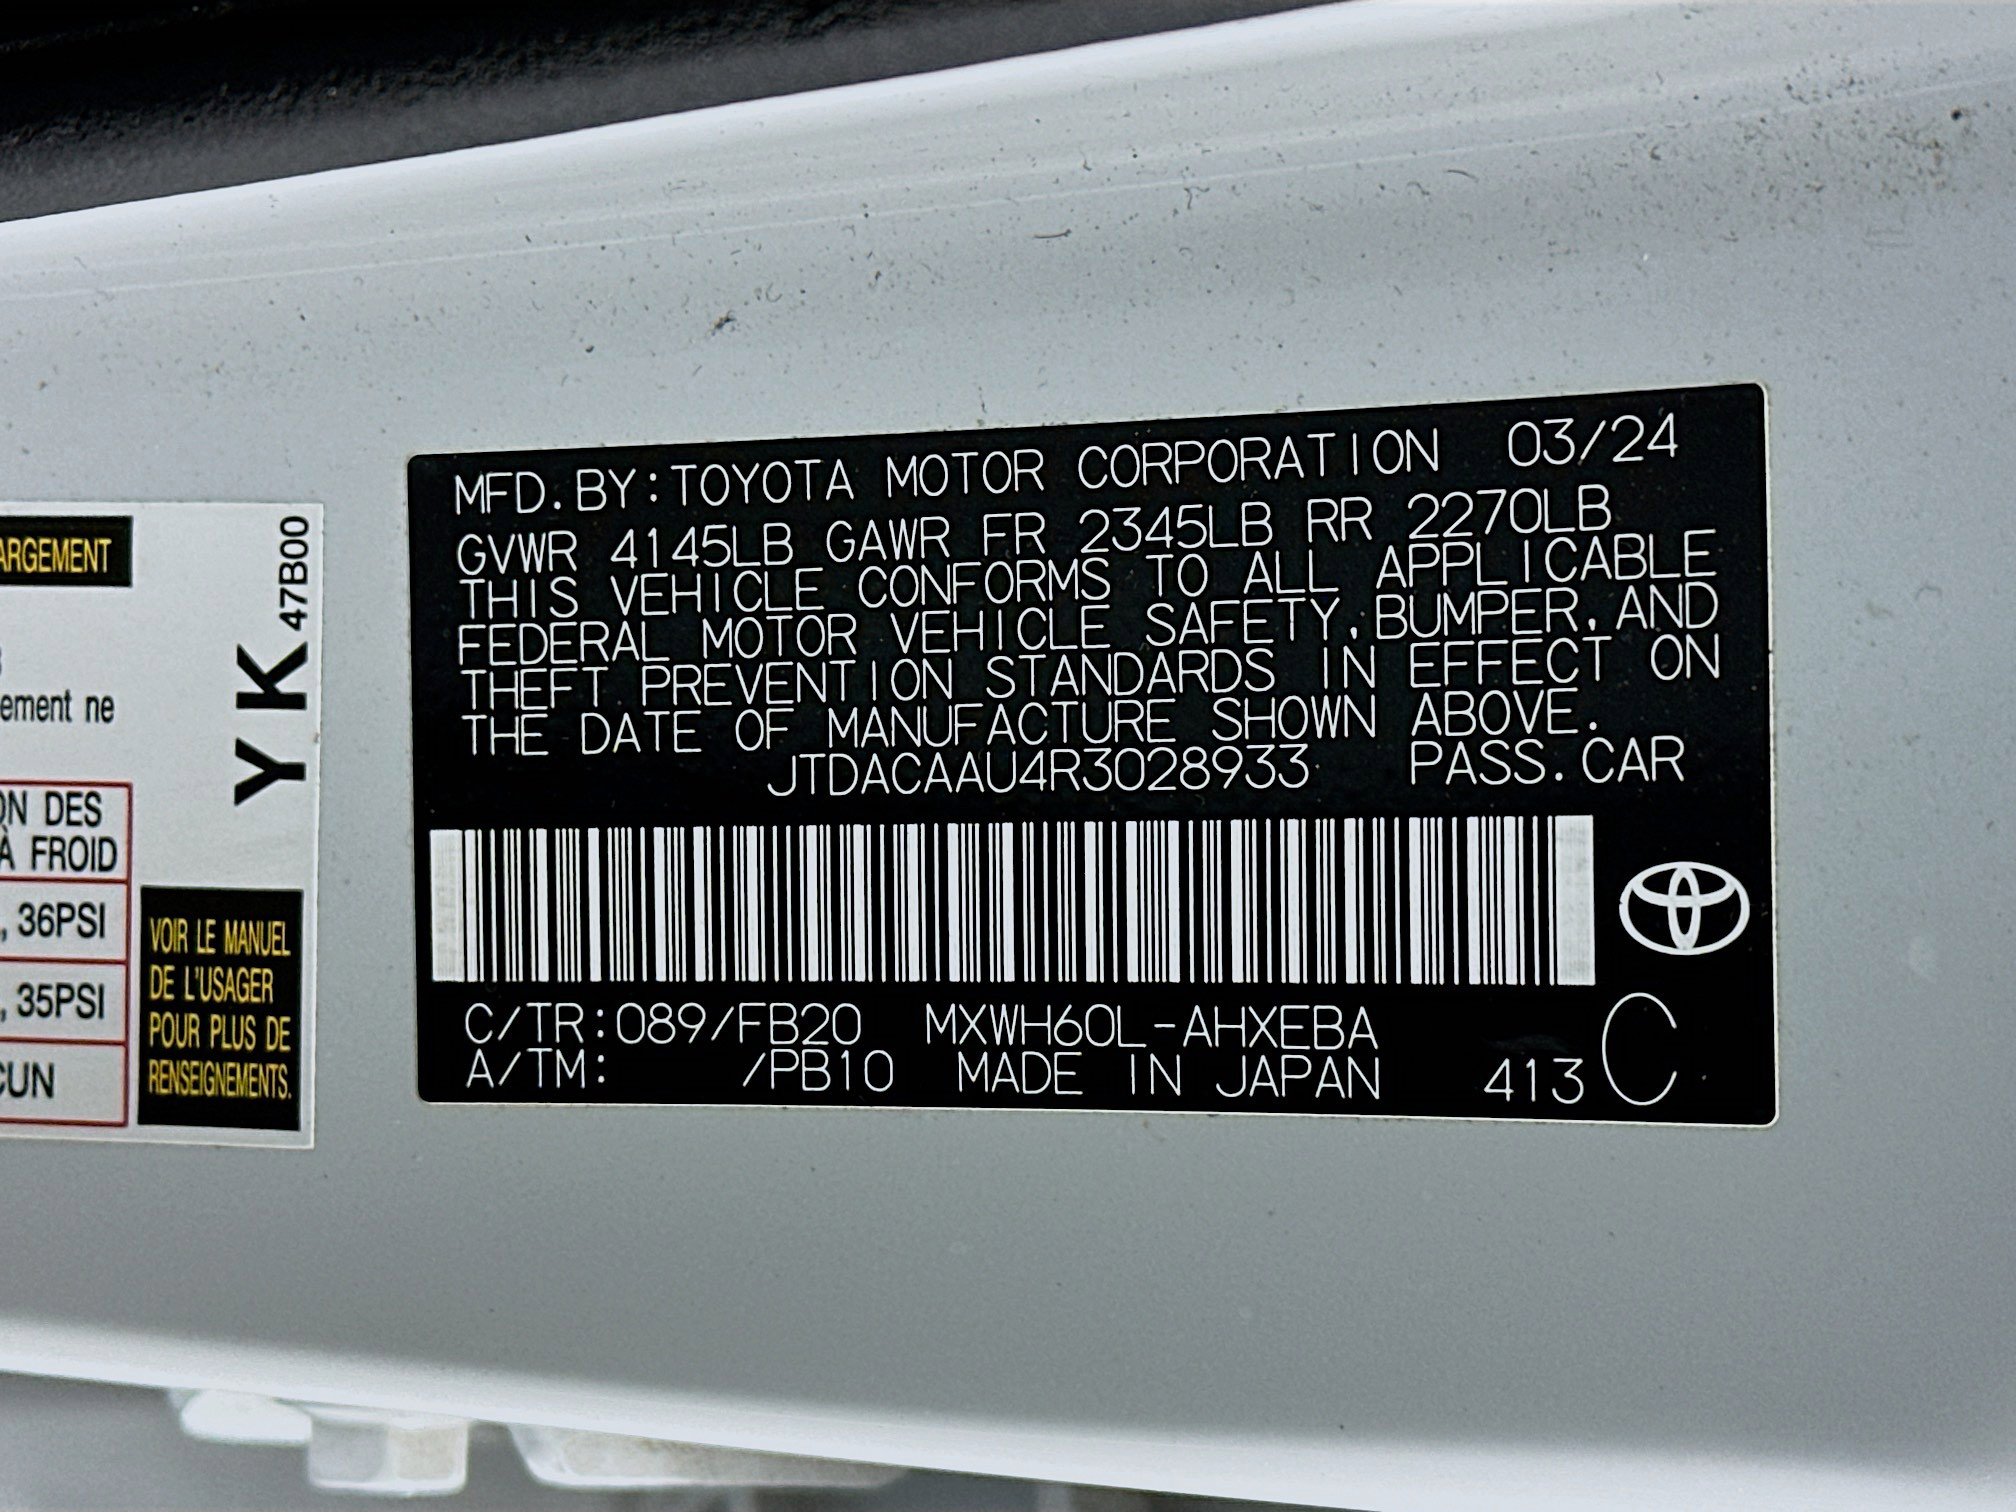 ARGEMENT
ement ne
ON DES
À FROID
, 36PSI
, 35PSI
CUN
YK 47B00
VOIR LE MANUEL
DE L'USAGER
POUR PLUS DE
RENSEIGNEMENTS.
MFD. BY: TOYOTA MOTOR CORPORATION 03/24
GVWR 4145LB GAWR FR 2345LB RR 2270LB
THIS VEHICLE CONFORMS TO ALL APPLICABLE
FEDERAL MOTOR VEHICLE SAFETY, BUMPER, AND
THEFT PREVENTION STANDARDS IN EFFECT ON
THE DATE OF MANUFACTURE SHOWN ABOVE.
JTDACAAU4R3028933 PASS. CAR
C/TR: 089/FB20 MXWH60L-AHXEBA
A/TM: /PB10 MADE IN JAPAN 413 C